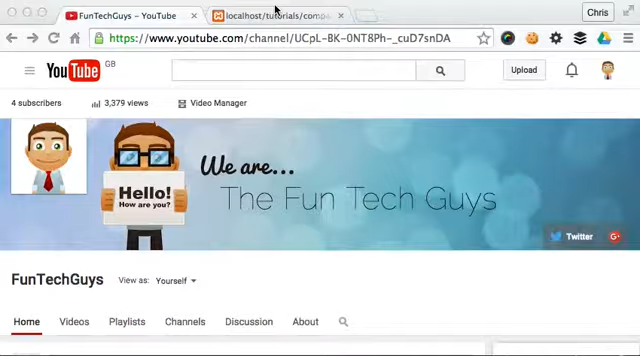 FunTechGuys – YouTube
localhost/tutorials/compa
Chris
https://www.youtube.com/channel/UCpL-BK-0NT8Ph-_cuD7snDA
YouTube GB
Upload
4 subscribers
3,379 views
Video Manager
We are...
Hello!
How are you?
The Fun Tech Guys
Twitter
G+
FunTechGuys
View as: Yourself
Home
Videos
Playlists
Channels
Discussion
About